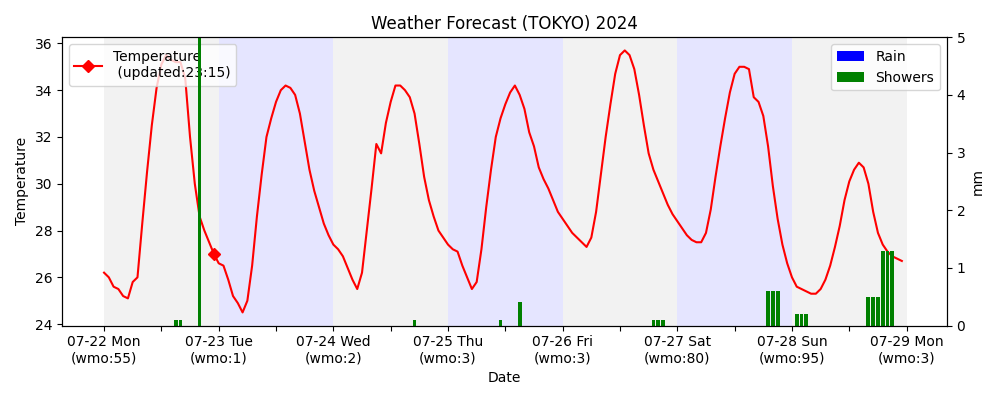 Weather Forecast (TOKYO) 2024
Temperature
(updated:23:15)
Rain
Showers
36
34
32
30
28
26
24
Temperature
5
4
3
2
1
0
mm
07-22 Mon 07-23 Tue 07-24 Wed 07-25 Thu 07-26 Fri 07-27 Sat 07-28 Sun 07-29 Mon
(wmo:55) (wmo:1) (wmo:2) (wmo:3) (wmo:3) (wmo:80) (wmo:95) (wmo:3)
Date